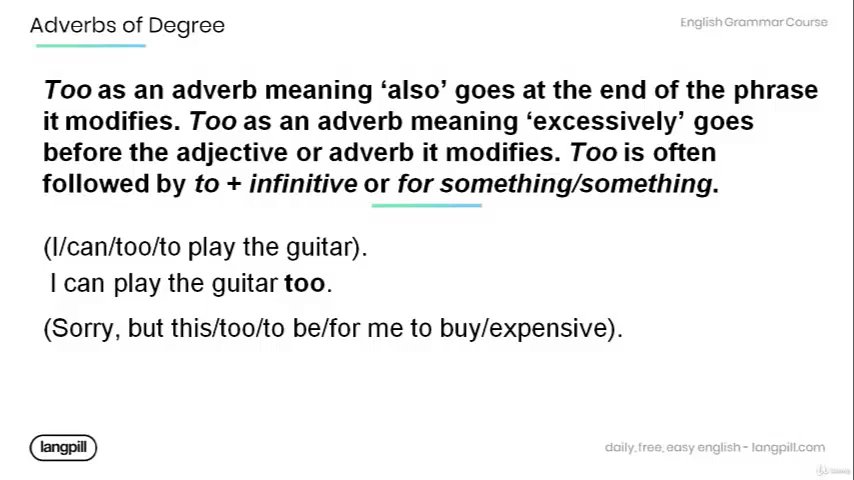 Adverbs of Degree
English Grammar Course
Too as an adverb meaning ‘also’ goes at the end of the phrase
it modifies. Too as an adverb meaning ‘excessively’ goes
before the adjective or adverb it modifies. Too is often
followed by to + infinitive or for something/something.
(I/can/too/to play the guitar).
I can play the guitar too.
(Sorry, but this/too/to be/for me to buy/expensive).
langpill
daily, free, easy english - langpill.com
Udemy